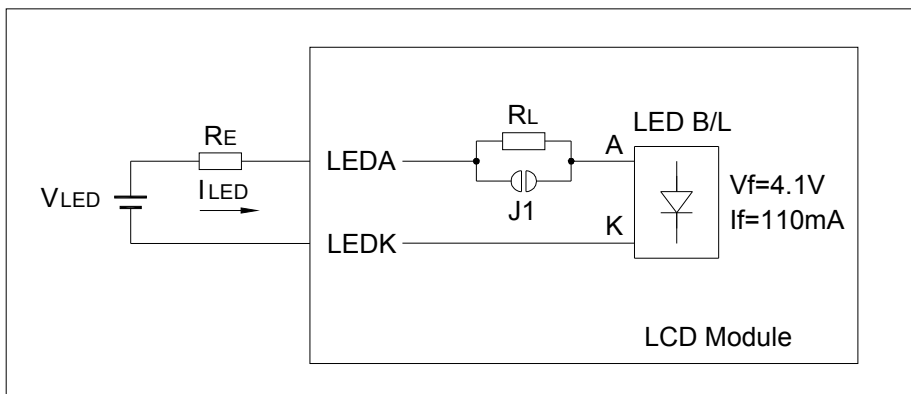 RL
LED B/L
RE
LEDA
A
VLED
ILED
J1
Vf=4.1V
If=110mA
K
LEDK
LCD Module